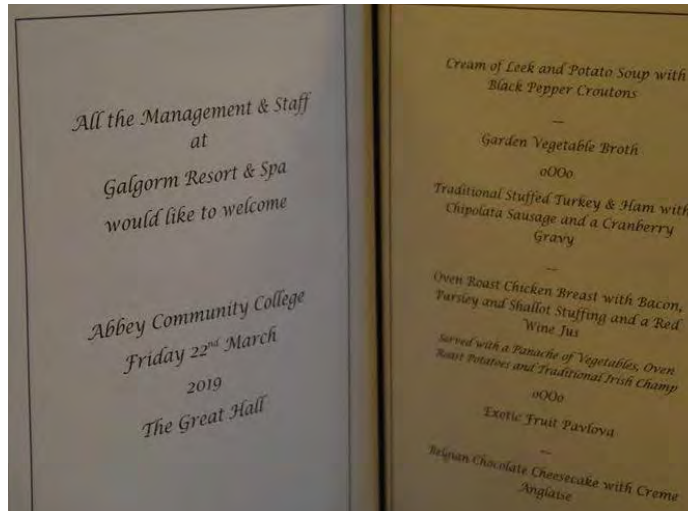 All the Management & Staff
at
Galgorm Resort & Spa
would like to welcome
Abbey Community College
Friday 22nd March
2019
The Great Hall
Cream of Leek and Potato Soup with
Black Pepper Croutons
—
Garden Vegetable Broth
oOOo
Traditional Stuffed Turkey & Ham with
Chipolata Sausage and a Cranberry
Gravy
—
Oven Roast Chicken Breast with Bacon,
Parsley and Shallot Stuffing and a Red
Wine Jus
Served with a Panache of Vegetables, Oven
Roast Potatoes and Traditional Irish Champ
oOOo
Exotic Fruit Pavlova
—
Belgian Chocolate Cheesecake with Creme
Anglaise